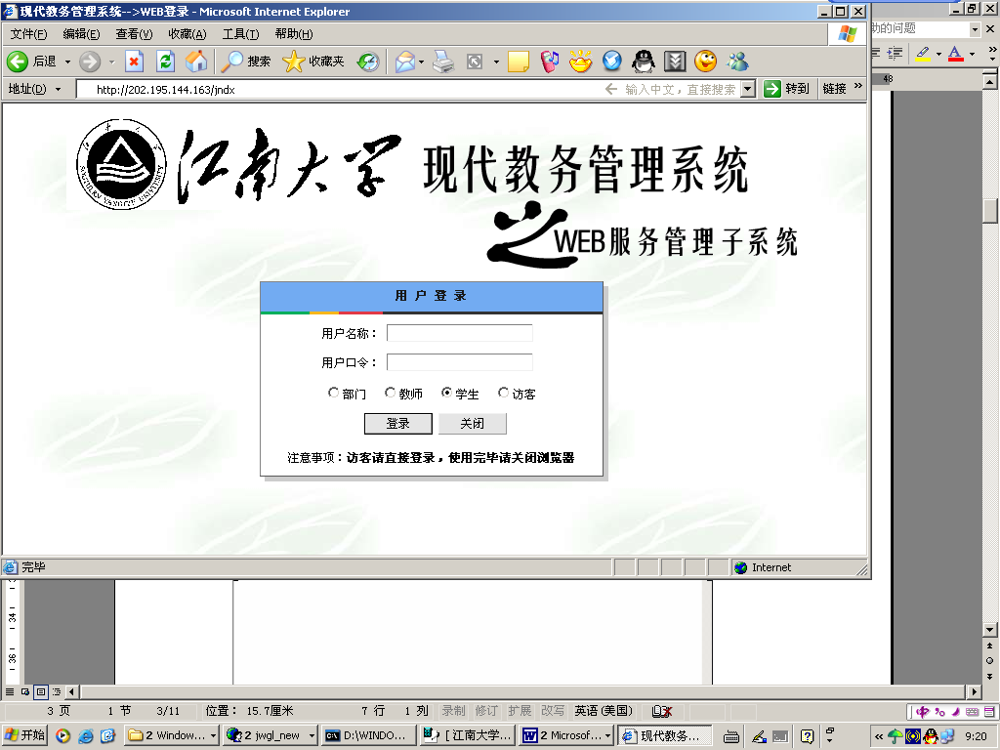 现代教务管理系统-->WEB登录 - Microsoft Internet Explorer
文件(F) 编辑(E) 查看(V) 收藏(A) 工具(T) 帮助(H)
助的问题
后退 搜索 收藏夹
地址(D) http://202.195.144.163/jndx 输入中文，直接搜索 转到 链接 »
48
江南大学 现代教务管理系统
之WEB服务管理子系统
用 户 登 录
用户名称：
用户口令：
部门 教师 学生 访客
登录 关闭
注意事项：访客请直接登录，使用完毕请关闭浏览器
完毕 Internet
34
36
3 页 1 节 3/11 位置： 15.7厘米 7 行 1 列 录制 修订 扩展 改写 英语(美国)
中
开始 2 Window... 2 jwgl_new D:\WINDO... [江南大学... 2 Microsof... 现代教务... « 9:20